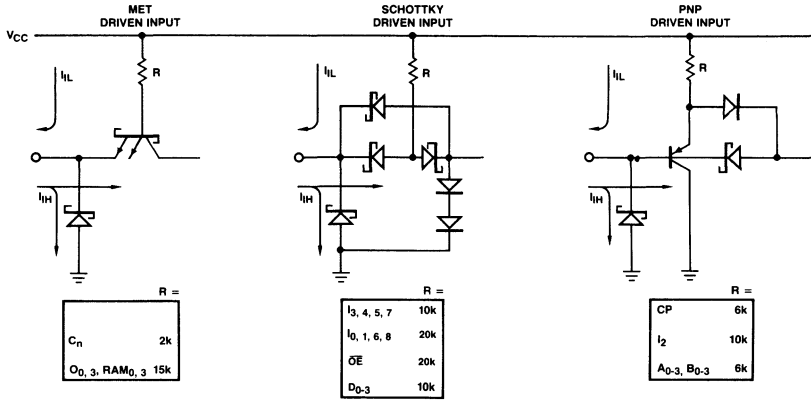 MET
DRIVEN INPUT
SCHOTTKY
DRIVEN INPUT
PNP
DRIVEN INPUT
VCC
R
R
R
IIL
IIL
IIL
IIH
IIH
IIH
R =
Cn 2k
O0, 3, RAM0, 3 15k
R =
I3, 4, 5, 7 10k
I0, 1, 6, 8 20k
O̅E̅ 20k
D0-3 10k
R =
CP 6k
I2 10k
A0-3, B0-3 6k